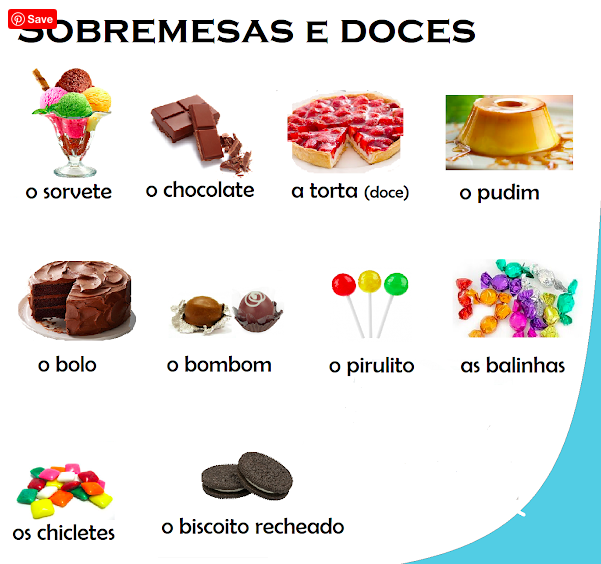 Save
SOBREMESAS E DOCES
o sorvete
o chocolate
a torta (doce)
o pudim
o bolo
o bombom
o pirulito
as balinhas
os chicletes
o biscoito recheado